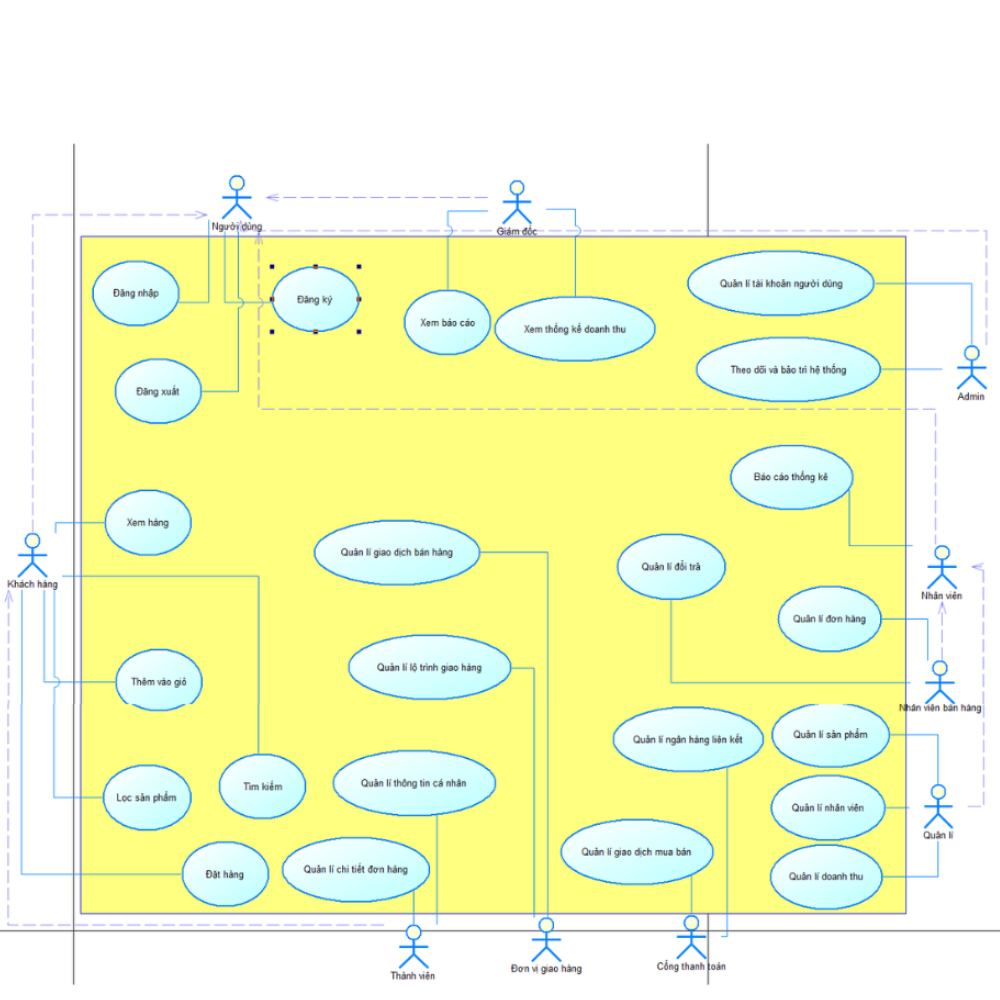 Người dùng
Giám đốc
Đăng nhập
Đăng ký
Xem báo cáo
Xem thống kê doanh thu
Quản lí tài khoản người dùng
Đăng xuất
Theo dõi và bảo trì hệ thống
Admin
Báo cáo thống kê
Xem hàng
Quản lí giao dịch bán hàng
Quản lí đổi trả
Khách hàng
Nhân viên
Quản lí đơn hàng
Thêm vào giỏ
Quản lí lộ trình giao hàng
Nhân viên bán hàng
Quản lí ngân hàng liên kết
Quản lí sản phẩm
Lọc sản phẩm
Tìm kiếm
Quản lí thông tin cá nhân
Quản lí nhân viên
Quản lí
Đặt hàng
Quản lí chi tiết đơn hàng
Quản lí giao dịch mua bán
Quản lí doanh thu
Thành viên
Đơn vị giao hàng
Cổng thanh toán